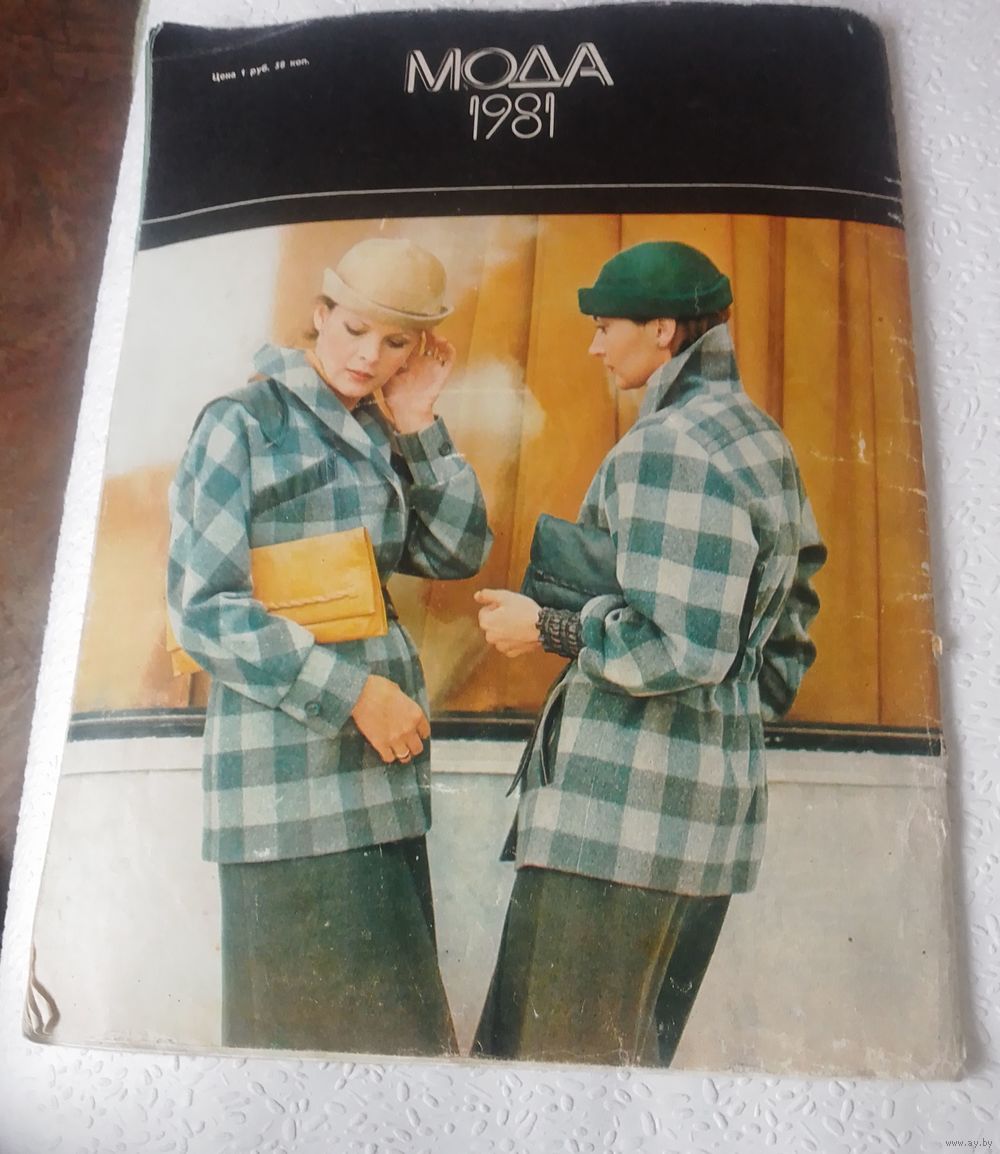 Цена 1 руб. 50 коп.
МОДА
1981
www.ay.by